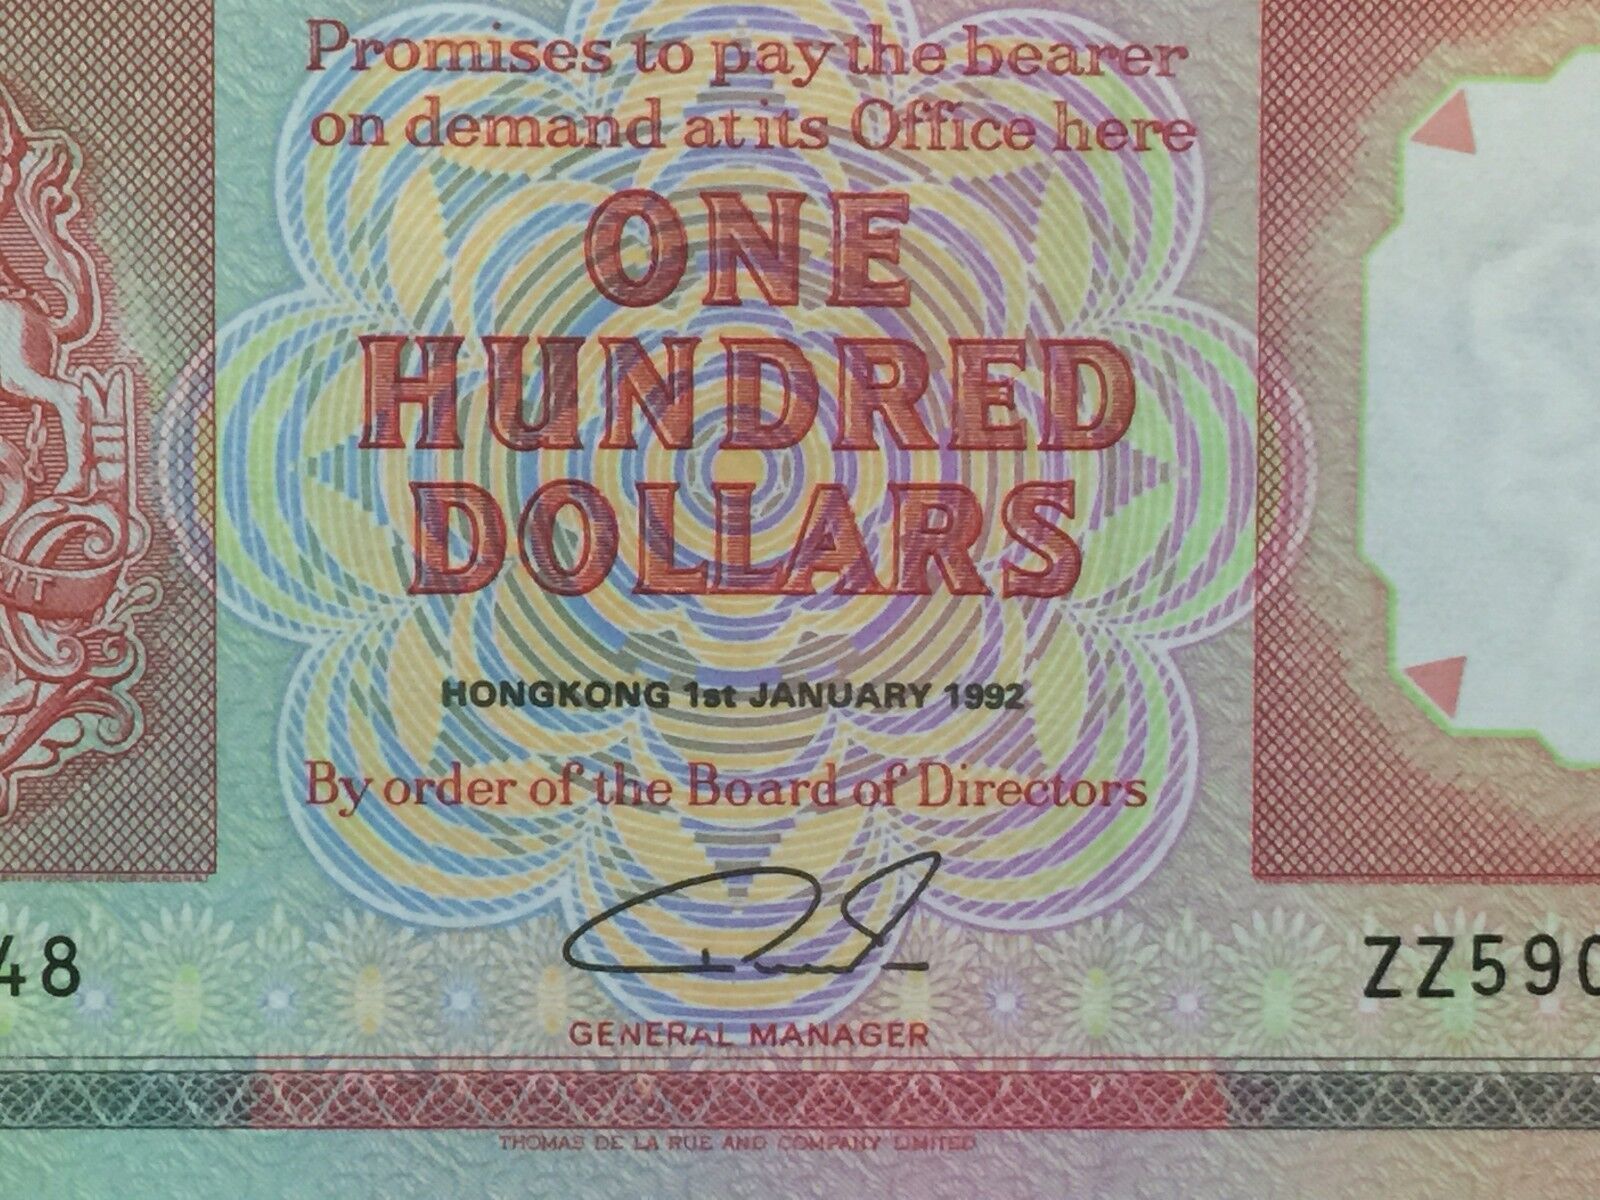 Promises to pay the bearer
on demand at its Office here
ONE
HUNDRED
DOLLARS
HONGKONG 1st JANUARY 1992
By order of the Board of Directors
48
ZZ590
GENERAL MANAGER
THOMAS DE LA RUE AND COMPANY LIMITED